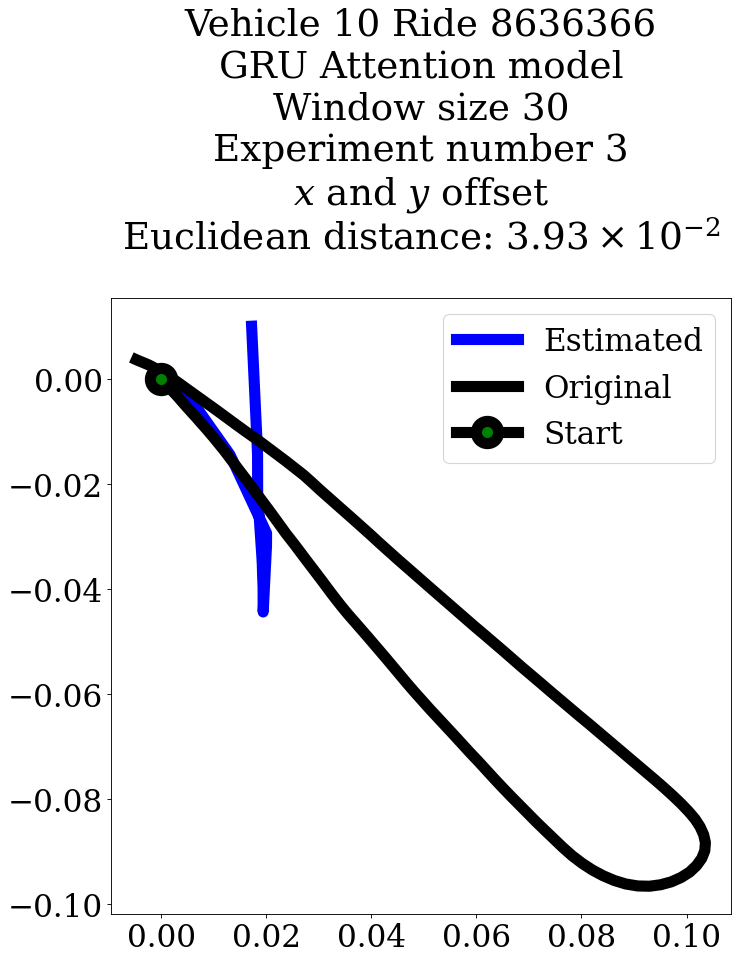 Vehicle 10 Ride 8636366
GRU Attention model
Window size 30
Experiment number 3
x and y offset
Euclidean distance: 3.93 × 10⁻²
Estimated
Original
Start
0.00
−0.02
−0.04
−0.06
−0.08
−0.10
0.00 0.02 0.04 0.06 0.08 0.10